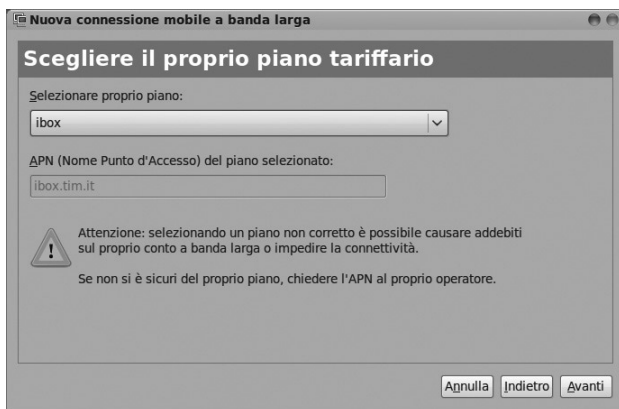 Nuova connessione mobile a banda larga
Scegliere il proprio piano tariffario
Selezionare proprio piano:
ibox
APN (Nome Punto d'Accesso) del piano selezionato:
ibox.tim.it
Attenzione: selezionando un piano non corretto è possibile causare addebiti
sul proprio conto a banda larga o impedire la connettività.
Se non si è sicuri del proprio piano, chiedere l'APN al proprio operatore.
Annulla Indietro Avanti